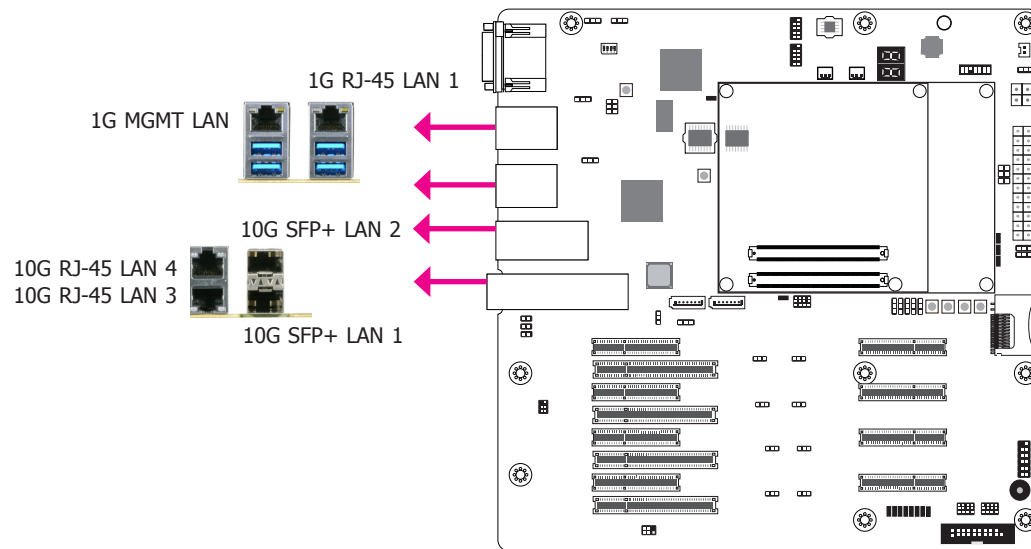 1G RJ-45 LAN 1
1G MGMT LAN
10G SFP+ LAN 2
10G RJ-45 LAN 4
10G RJ-45 LAN 3
10G SFP+ LAN 1